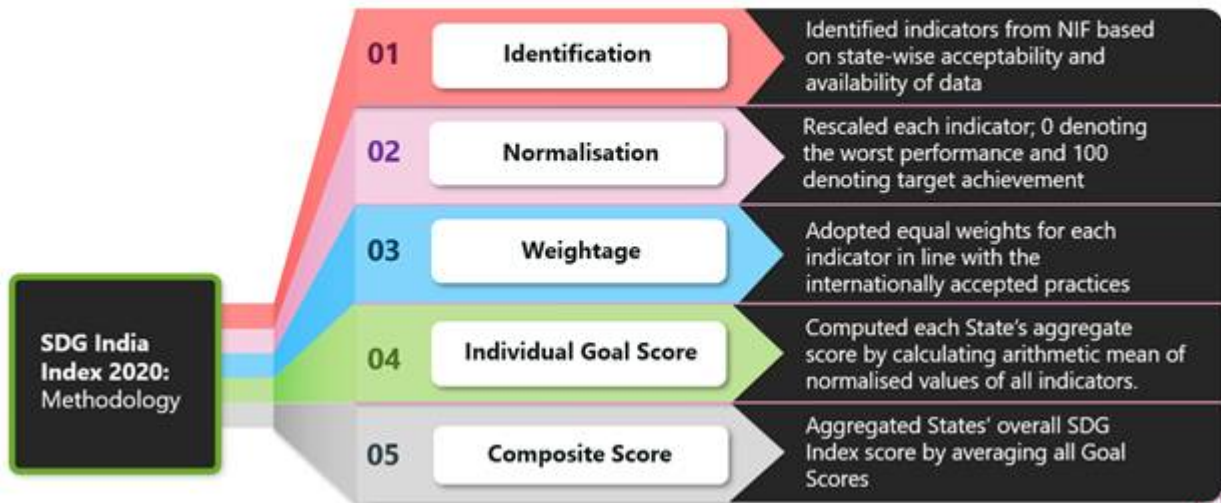 SDG India
Index 2020:
Methodology
01
Identification
Identified indicators from NIF based
on state-wise acceptability and
availability of data
02
Normalisation
Rescaled each indicator; 0 denoting
the worst performance and 100
denoting target achievement
03
Weightage
Adopted equal weights for each
indicator in line with the
internationally accepted practices
04
Individual Goal Score
Computed each State's aggregate
score by calculating arithmetic mean of
normalised values of all indicators.
05
Composite Score
Aggregated States' overall SDG
Index score by averaging all Goal
Scores